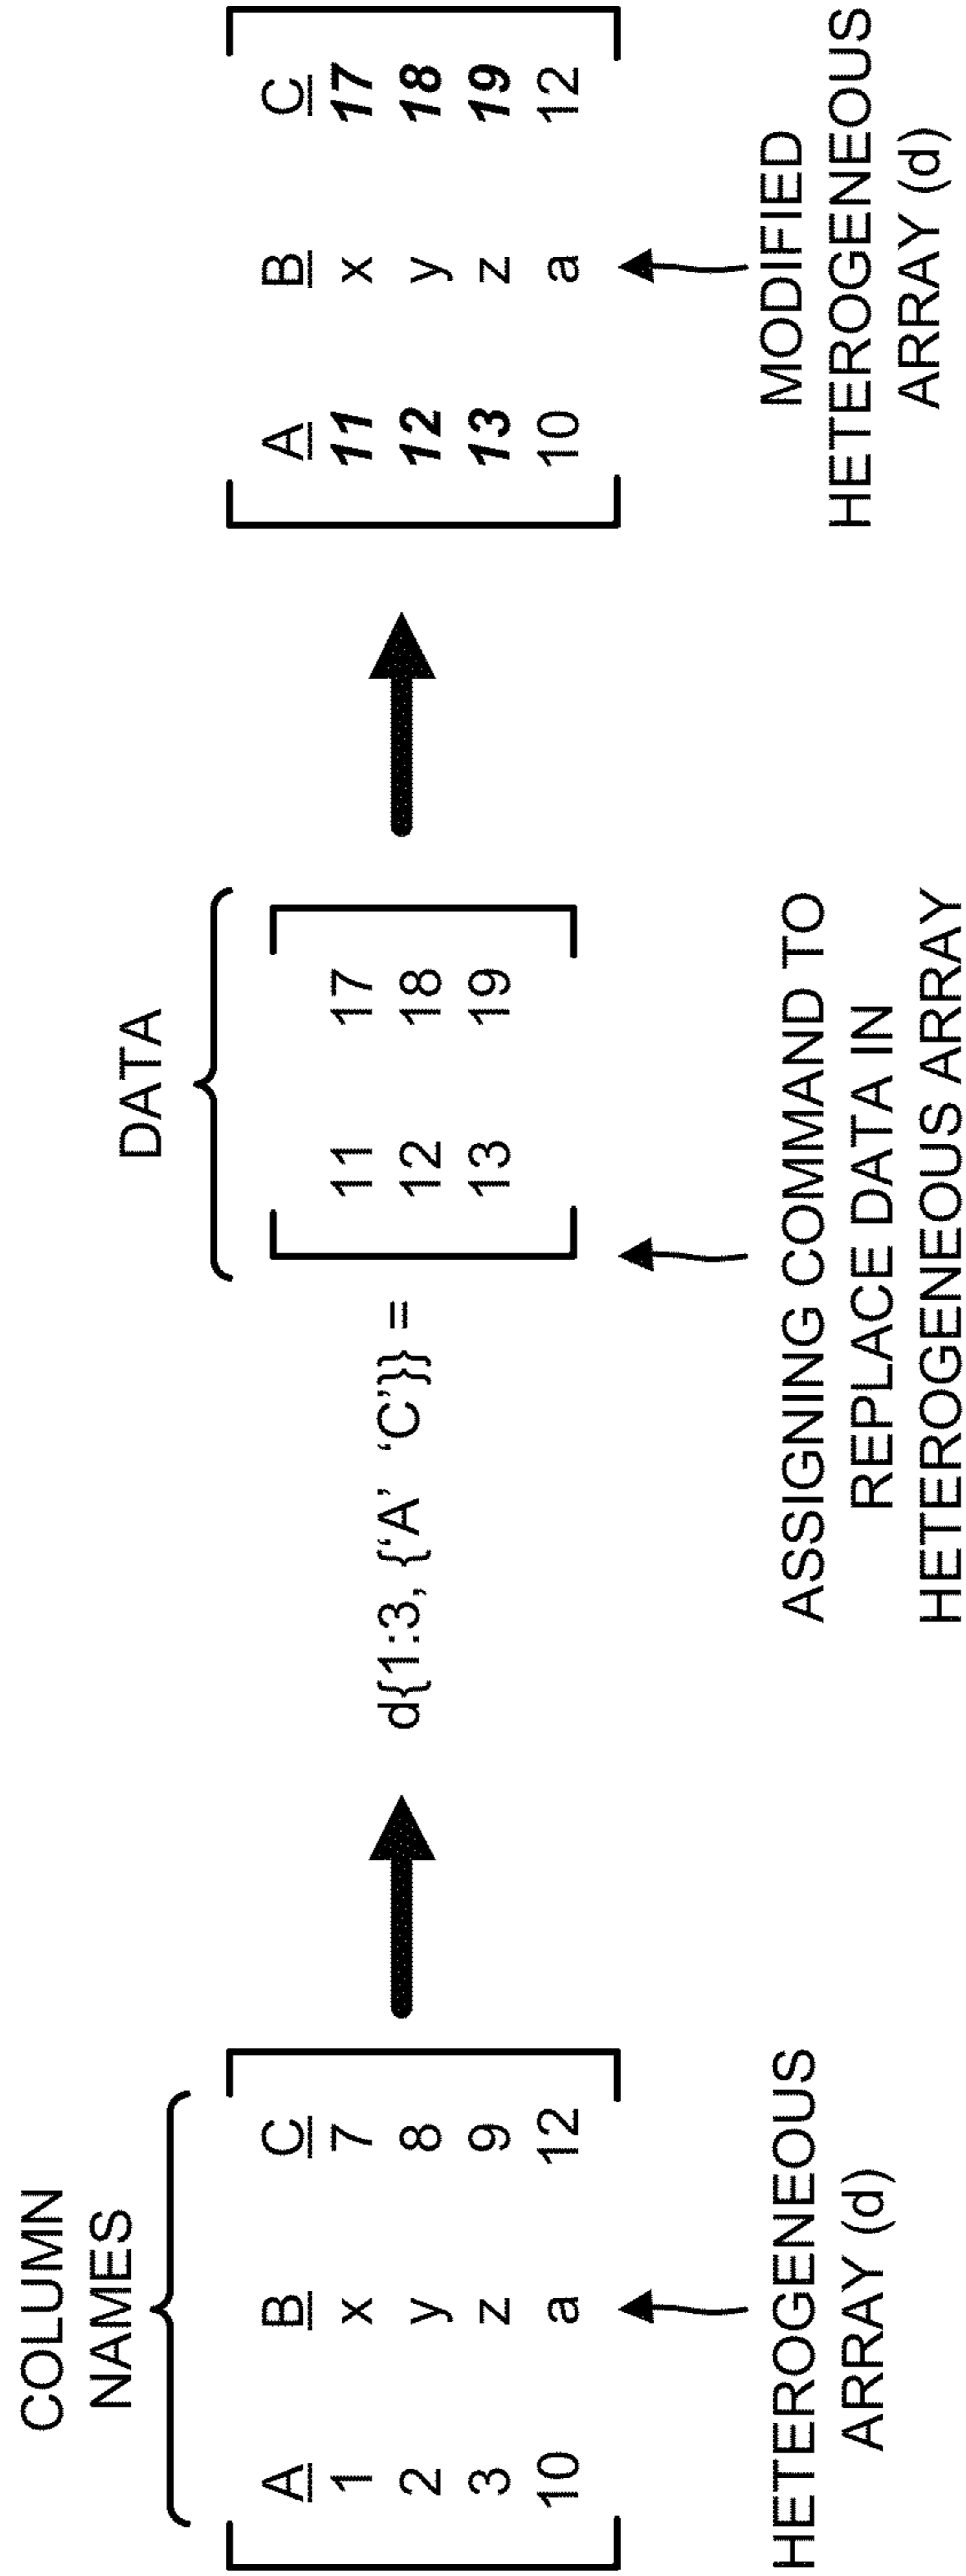 COLUMN
NAMES
A B C
1 x 7
2 y 8
3 z 9
10 a 12
HETEROGENEOUS
ARRAY (d)
DATA
d{1:3, {‘A’ ‘C’}} =
11 17
12 18
13 19
ASSIGNING COMMAND TO
REPLACE DATA IN
HETEROGENEOUS ARRAY
A B C
11 x 17
12 y 18
13 z 19
10 a 12
MODIFIED
HETEROGENEOUS
ARRAY (d)